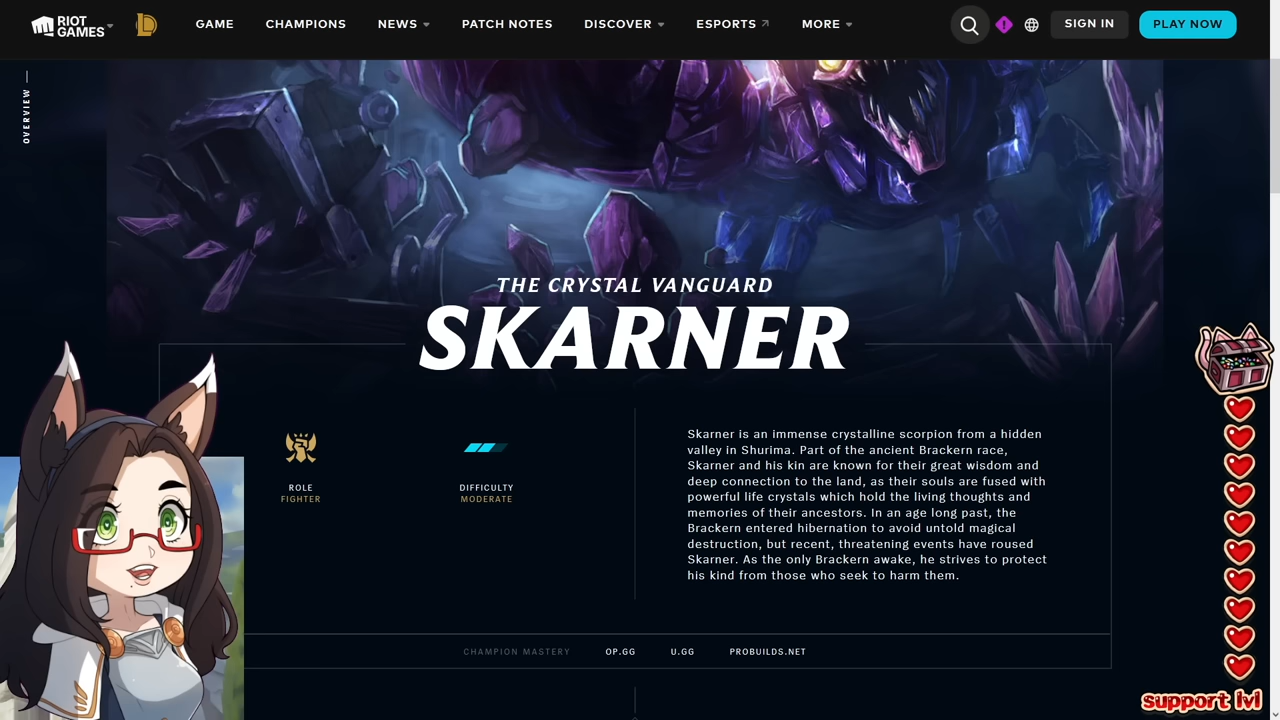 RIOT GAMES
GAME
CHAMPIONS
NEWS
PATCH NOTES
DISCOVER
ESPORTS
MORE
SIGN IN
PLAY NOW
OVERVIEW
THE CRYSTAL VANGUARD
SKARNER
ROLE
FIGHTER
DIFFICULTY
MODERATE
Skarner is an immense crystalline scorpion from a hidden
valley in Shurima. Part of the ancient Brackern race,
Skarner and his kin are known for their great wisdom and
deep connection to the land, as their souls are fused with
powerful life crystals which hold the living thoughts and
memories of their ancestors. In an age long past, the
Brackern entered hibernation to avoid untold magical
destruction, but recent, threatening events have roused
Skarner. As the only Brackern awake, he strives to protect
his kind from those who seek to harm them.
CHAMPION MASTERY
OP.GG
U.GG
PROBUILDS.NET
support lvl